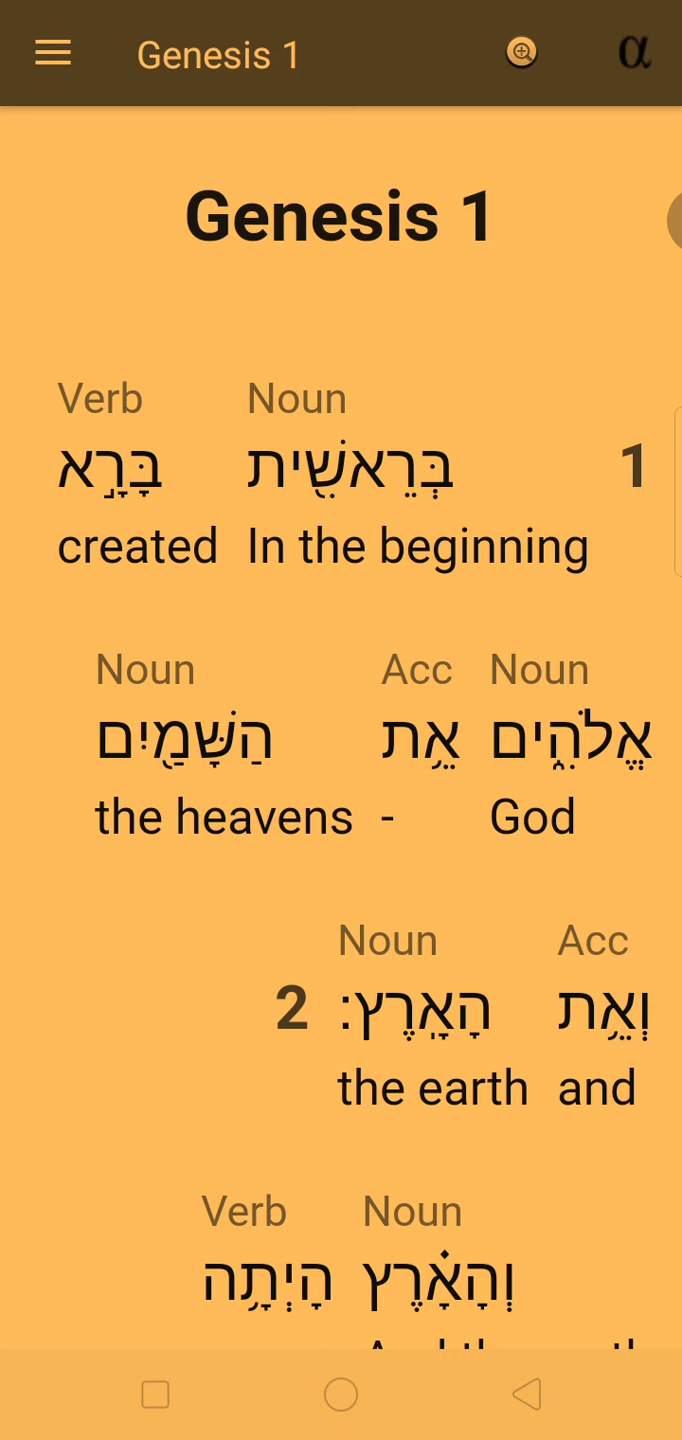 Genesis 1 α
Genesis 1
Noun Verb
1 בְּרֵאשִׁ֖ית בָּרָ֣א
In the beginning created
Noun Acc Noun
אֱלֹהִ֑ים אֵ֥ת הַשָּׁמַ֖יִם
God - the heavens
Acc Noun
וְאֵ֥ת הָאָֽרֶץ׃ 2
and the earth
Noun Verb
וְהָאָ֗רֶץ הָיְתָ֥ה